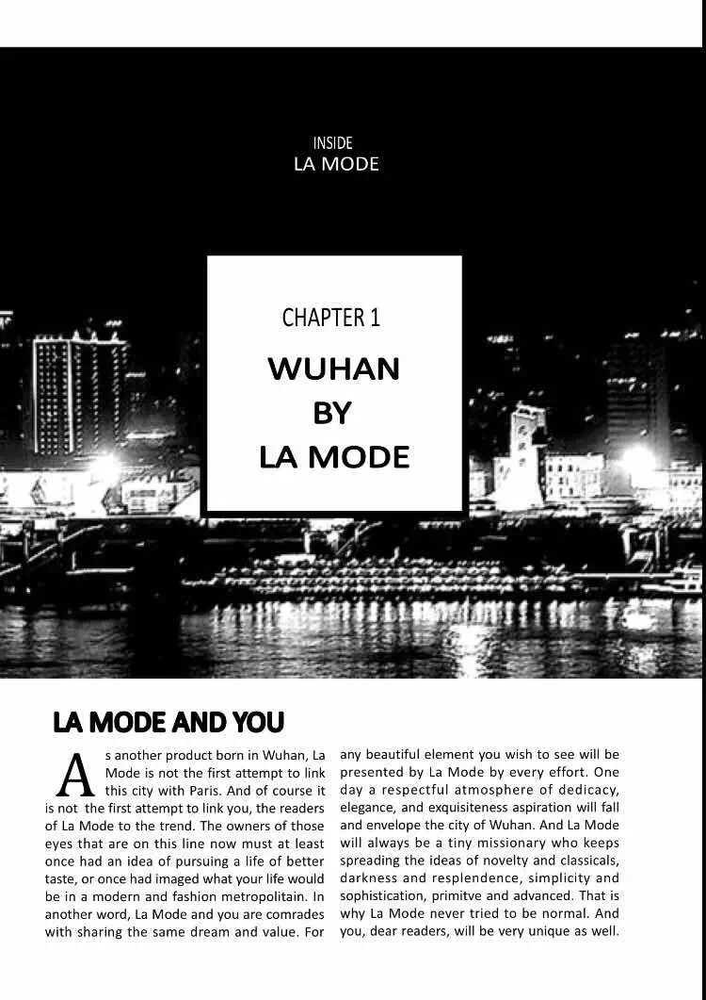 INSIDE
LA MODE
CHAPTER 1
WUHAN
BY
LA MODE
LA MODE AND YOU
As another product born in Wuhan, La
Mode is not the first attempt to link
this city with Paris. And of course it
is not the first attempt to link you, the readers
of La Mode to the trend. The owners of those
eyes that are on this line now must at least
once had an idea of pursuing a life of better
taste, or once had imaged what your life would
be in a modern and fashion metropolitain. In
another word, La Mode and you are comrades
with sharing the same dream and value. For
any beautiful element you wish to see will be
presented by La Mode by every effort. One
day a respectful atmosphere of dedicacy,
elegance, and exquisiteness aspiration will fall
and envelope the city of Wuhan. And La Mode
will always be a tiny missionary who keeps
spreading the ideas of novelty and classicals,
darkness and resplendence, simplicity and
sophistication, primitve and advanced. That is
why La Mode never tried to be normal. And
you, dear readers, will be very unique as well.